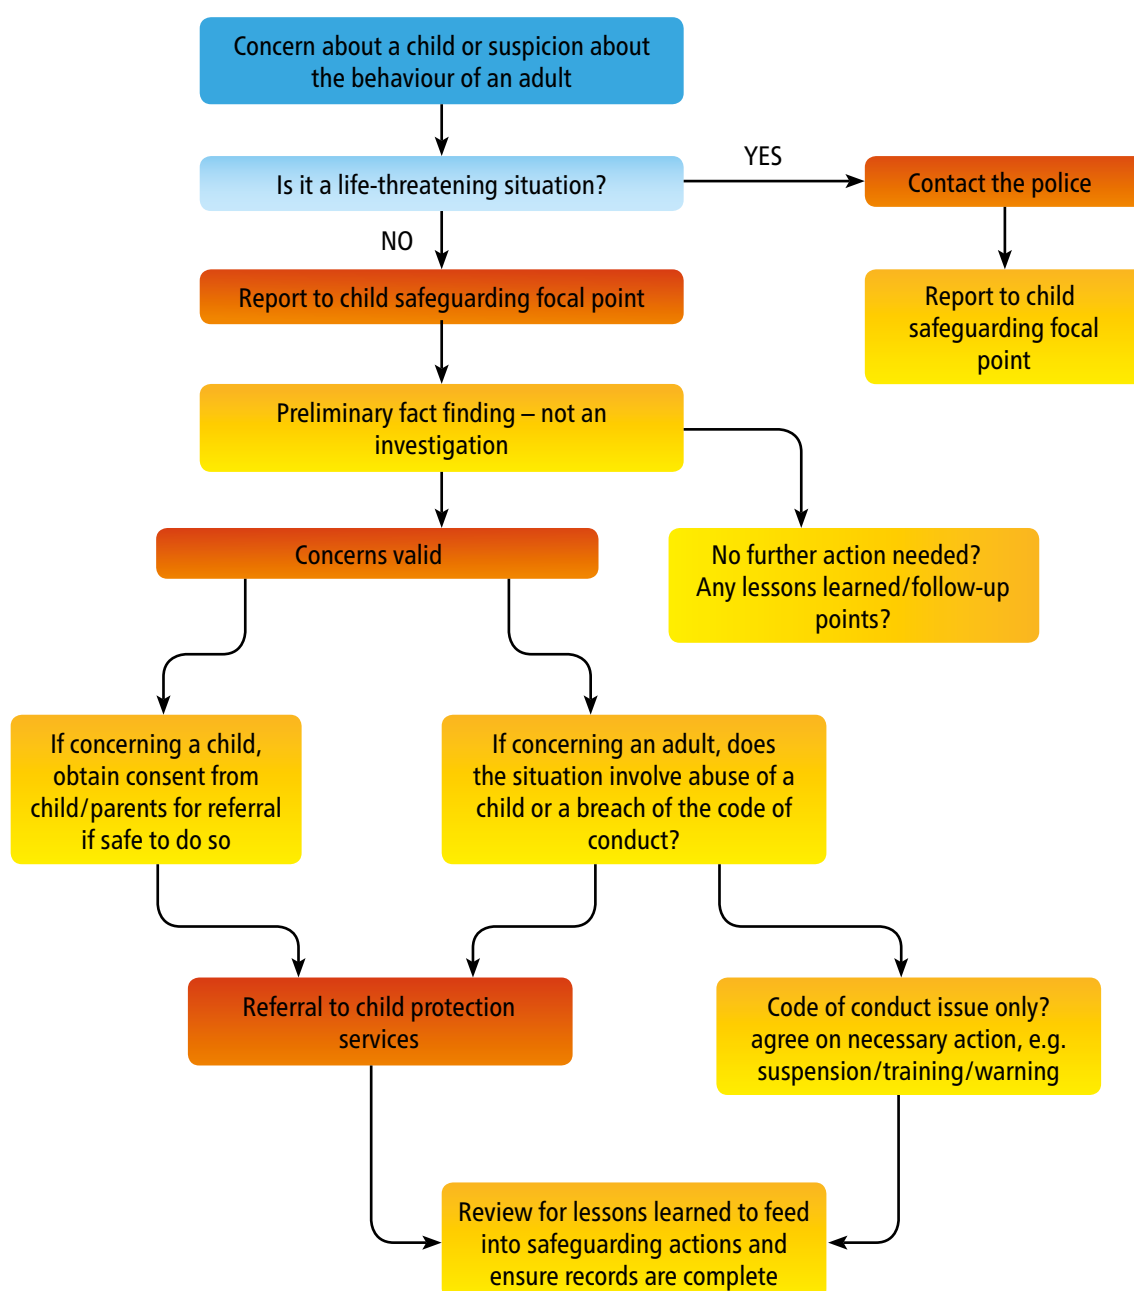 Concern about a child or suspicion about
the behaviour of an adult
YES
Is it a life-threatening situation?
Contact the police
NO
Report to child safeguarding focal point
Report to child
safeguarding focal
point
Preliminary fact finding – not an
investigation
Concerns valid
No further action needed?
Any lessons learned/follow-up
points?
If concerning a child,
obtain consent from
child/parents for referral
if safe to do so
If concerning an adult, does
the situation involve abuse of a
child or a breach of the code of
conduct?
Referral to child protection
services
Code of conduct issue only?
agree on necessary action, e.g.
suspension/training/warning
Review for lessons learned to feed
into safeguarding actions and
ensure records are complete